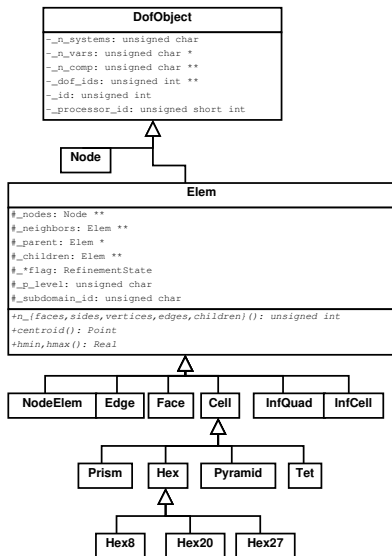 DofObject
-_n_systems: unsigned char
-_n_vars: unsigned char *
-_n_comp: unsigned char **
-_dof_ids: unsigned int **
-_id: unsigned int
-_processor_id: unsigned short int
Node
Elem
#_nodes: Node **
#_neighbors: Elem **
#_parent: Elem *
#_children: Elem **
#_*flag: RefinementState
#_p_level: unsigned char
#_subdomain_id: unsigned char
+n_{faces,sides,vertices,edges,children}(): unsigned int
+centroid(): Point
+hmin,hmax(): Real
NodeElem Edge Face Cell InfQuad InfCell
Prism Hex Pyramid Tet
Hex8 Hex20 Hex27